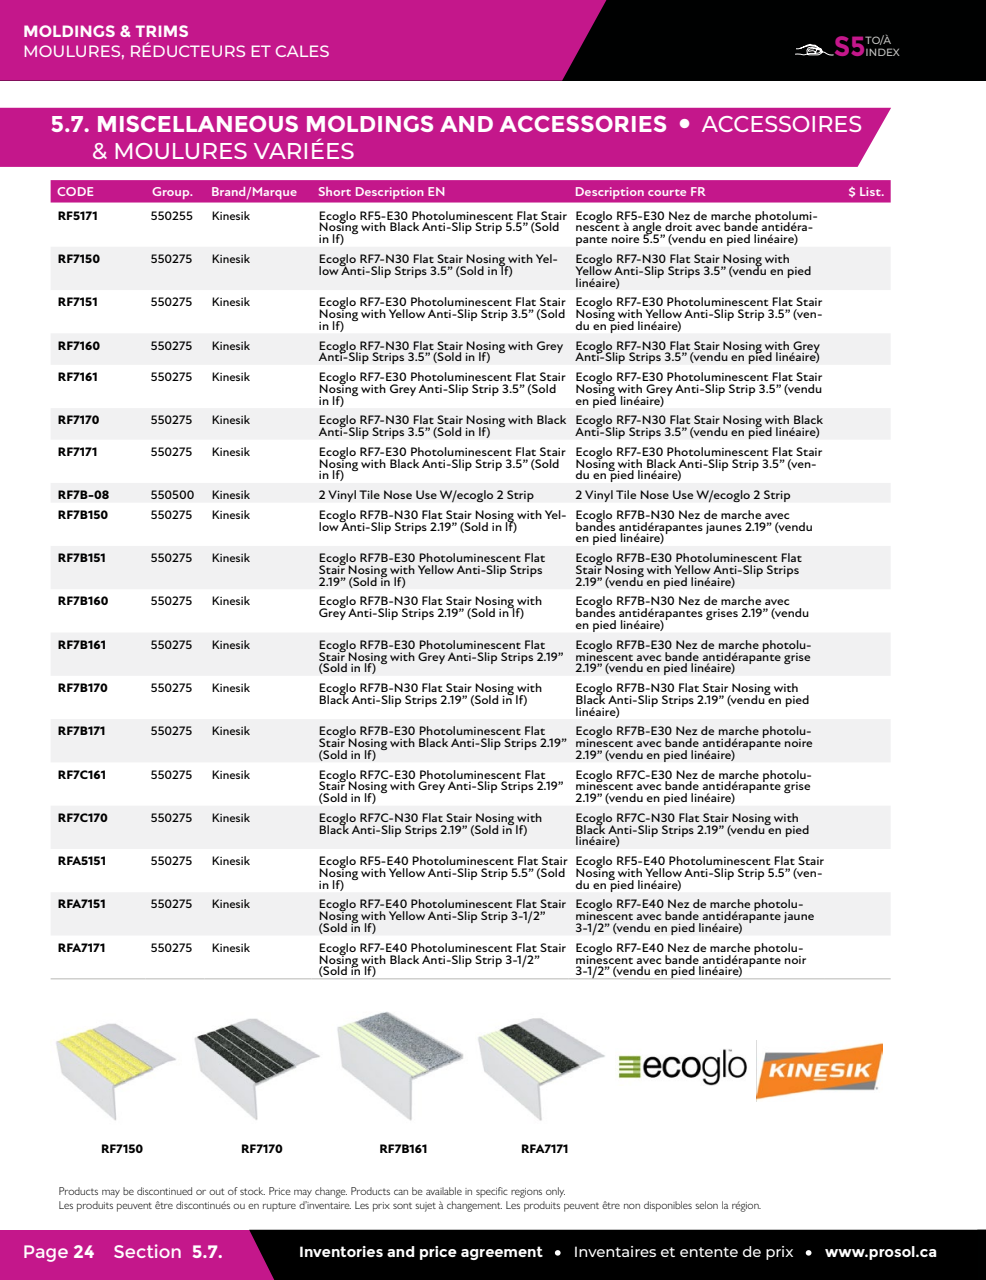 MOLDINGS & TRIMS
MOULURES, RÉDUCTEURS ET CALES
S5 TO/À
INDEX
5.7. MISCELLANEOUS MOLDINGS AND ACCESSORIES • ACCESSOIRES
& MOULURES VARIÉES
CODE Group. Brand/Marque Short Description EN Description courte FR $ List.
RF5171 550255 Kinesik Ecoglo RF5-E30 Photoluminescent Flat Stair Ecoglo RF5-E30 Nez de marche photolumi-
Nosing with Black Anti-Slip Strip 5.5” (Sold nescent à angle droit avec bande antidéra-
in lf) pante noire 5.5” (vendu en pied linéaire)
RF7150 550275 Kinesik Ecoglo RF7-N30 Flat Stair Nosing with Yel- Ecoglo RF7-N30 Flat Stair Nosing with
low Anti-Slip Strips 3.5” (Sold in lf) Yellow Anti-Slip Strips 3.5” (vendu en pied
linéaire)
RF7151 550275 Kinesik Ecoglo RF7-E30 Photoluminescent Flat Stair Ecoglo RF7-E30 Photoluminescent Flat Stair
Nosing with Yellow Anti-Slip Strip 3.5” (Sold Nosing with Yellow Anti-Slip Strip 3.5” (ven-
in lf) du en pied linéaire)
RF7160 550275 Kinesik Ecoglo RF7-N30 Flat Stair Nosing with Grey Ecoglo RF7-N30 Flat Stair Nosing with Grey
Anti-Slip Strips 3.5” (Sold in lf) Anti-Slip Strips 3.5” (vendu en pied linéaire)
RF7161 550275 Kinesik Ecoglo RF7-E30 Photoluminescent Flat Stair Ecoglo RF7-E30 Photoluminescent Flat Stair
Nosing with Grey Anti-Slip Strip 3.5” (Sold Nosing with Grey Anti-Slip Strip 3.5” (vendu
in lf) en pied linéaire)
RF7170 550275 Kinesik Ecoglo RF7-N30 Flat Stair Nosing with Black Ecoglo RF7-N30 Flat Stair Nosing with Black
Anti-Slip Strips 3.5” (Sold in lf) Anti-Slip Strips 3.5” (vendu en pied linéaire)
RF7171 550275 Kinesik Ecoglo RF7-E30 Photoluminescent Flat Stair Ecoglo RF7-E30 Photoluminescent Flat Stair
Nosing with Black Anti-Slip Strip 3.5” (Sold Nosing with Black Anti-Slip Strip 3.5” (ven-
in lf) du en pied linéaire)
RF7B-08 550500 Kinesik 2 Vinyl Tile Nose Use W/ecoglo 2 Strip 2 Vinyl Tile Nose Use W/ecoglo 2 Strip
RF7B150 550275 Kinesik Ecoglo RF7B-N30 Flat Stair Nosing with Yel- Ecoglo RF7B-N30 Nez de marche avec
low Anti-Slip Strips 2.19” (Sold in lf) bandes antidérapantes jaunes 2.19” (vendu
en pied linéaire)
RF7B151 550275 Kinesik Ecoglo RF7B-E30 Photoluminescent Flat Ecoglo RF7B-E30 Photoluminescent Flat
Stair Nosing with Yellow Anti-Slip Strips Stair Nosing with Yellow Anti-Slip Strips
2.19” (Sold in lf) 2.19” (vendu en pied linéaire)
RF7B160 550275 Kinesik Ecoglo RF7B-N30 Flat Stair Nosing with Ecoglo RF7B-N30 Nez de marche avec
Grey Anti-Slip Strips 2.19” (Sold in lf) bandes antidérapantes grises 2.19” (vendu
en pied linéaire)
RF7B161 550275 Kinesik Ecoglo RF7B-E30 Photoluminescent Flat Ecoglo RF7B-E30 Nez de marche photolu-
Stair Nosing with Grey Anti-Slip Strips 2.19” minescent avec bande antidérapante grise
(Sold in lf) 2.19” (vendu en pied linéaire)
RF7B170 550275 Kinesik Ecoglo RF7B-N30 Flat Stair Nosing with Ecoglo RF7B-N30 Flat Stair Nosing with
Black Anti-Slip Strips 2.19” (Sold in lf) Black Anti-Slip Strips 2.19” (vendu en pied
linéaire)
RF7B171 550275 Kinesik Ecoglo RF7B-E30 Photoluminescent Flat Ecoglo RF7B-E30 Nez de marche photolu-
Stair Nosing with Black Anti-Slip Strips 2.19” minescent avec bande antidérapante noire
(Sold in lf) 2.19” (vendu en pied linéaire)
RF7C161 550275 Kinesik Ecoglo RF7C-E30 Photoluminescent Flat Ecoglo RF7C-E30 Nez de marche photolu-
Stair Nosing with Grey Anti-Slip Strips 2.19” minescent avec bande antidérapante grise
(Sold in lf) 2.19” (vendu en pied linéaire)
RF7C170 550275 Kinesik Ecoglo RF7C-N30 Flat Stair Nosing with Ecoglo RF7C-N30 Flat Stair Nosing with
Black Anti-Slip Strips 2.19” (Sold in lf) Black Anti-Slip Strips 2.19” (vendu en pied
linéaire)
RFA5151 550275 Kinesik Ecoglo RF5-E40 Photoluminescent Flat Stair Ecoglo RF5-E40 Photoluminescent Flat Stair
Nosing with Yellow Anti-Slip Strip 5.5” (Sold Nosing with Yellow Anti-Slip Strip 5.5” (ven-
in lf) du en pied linéaire)
RFA7151 550275 Kinesik Ecoglo RF7-E40 Photoluminescent Flat Stair Ecoglo RF7-E40 Nez de marche photolu-
Nosing with Yellow Anti-Slip Strip 3-1/2” minescent avec bande antidérapante jaune
(Sold in lf) 3-1/2” (vendu en pied linéaire)
RFA7171 550275 Kinesik Ecoglo RF7-E40 Photoluminescent Flat Stair Ecoglo RF7-E40 Nez de marche photolu-
Nosing with Black Anti-Slip Strip 3-1/2” minescent avec bande antidérapante noir
(Sold in lf) 3-1/2” (vendu en pied linéaire)
ecoglo KINESIK
RF7150 RF7170 RF7B161 RFA7171
Products may be discontinued or out of stock. Price may change. Products can be available in specific regions only.
Les produits peuvent être discontinués ou en rupture d’inventaire. Les prix sont sujet à changement. Les produits peuvent être non disponibles selon la région.
Page 24 Section 5.7. Inventories and price agreement • Inventaires et entente de prix • www.prosol.ca